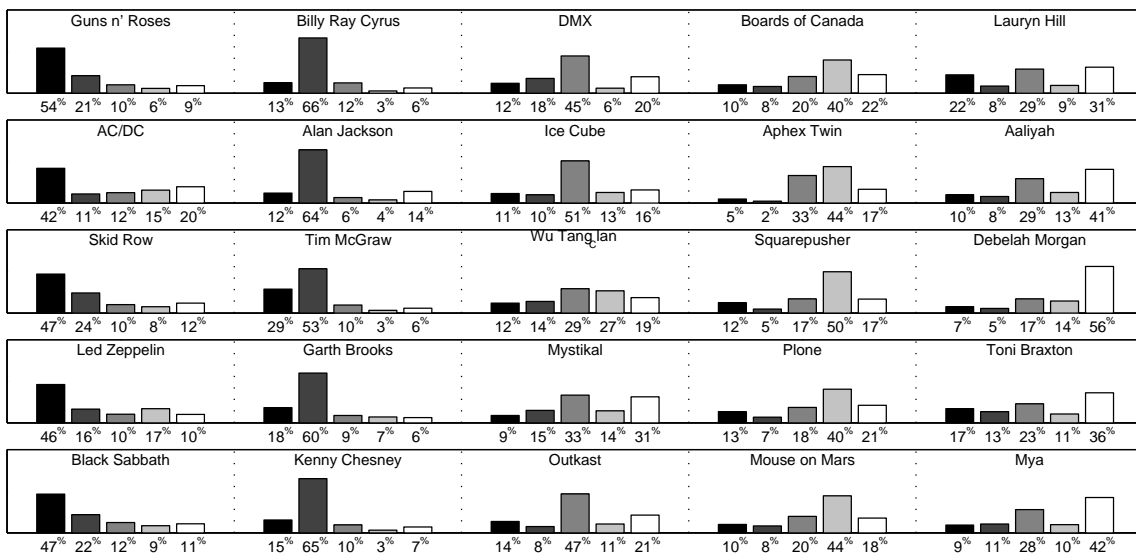 Guns n’ Roses Billy Ray Cyrus DMX Boards of Canada Lauryn Hill
54% 21% 10% 6% 9% 13% 66% 12% 3% 6% 12% 18% 45% 6% 20% 10% 8% 20% 40% 22% 22% 8% 29% 9% 31%
AC/DC Alan Jackson Ice Cube Aphex Twin Aaliyah
42% 11% 12% 15% 20% 12% 64% 6% 4% 14% 11% 10% 51% 13% 16% 5% 2% 33% 44% 17% 10% 8% 29% 13% 41%
Skid Row Tim McGraw Wu Tang Clan Squarepusher Debelah Morgan
47% 24% 10% 8% 12% 29% 53% 10% 3% 6% 12% 14% 29% 27% 19% 12% 5% 17% 50% 17% 7% 5% 17% 14% 56%
Led Zeppelin Garth Brooks Mystikal Plone Toni Braxton
46% 16% 10% 17% 10% 18% 60% 9% 7% 6% 9% 15% 33% 14% 31% 13% 7% 18% 40% 21% 17% 13% 23% 11% 36%
Black Sabbath Kenny Chesney Outkast Mouse on Mars Mya
47% 22% 12% 9% 11% 15% 65% 10% 3% 7% 14% 8% 47% 11% 21% 10% 8% 20% 44% 18% 9% 11% 28% 10% 42%